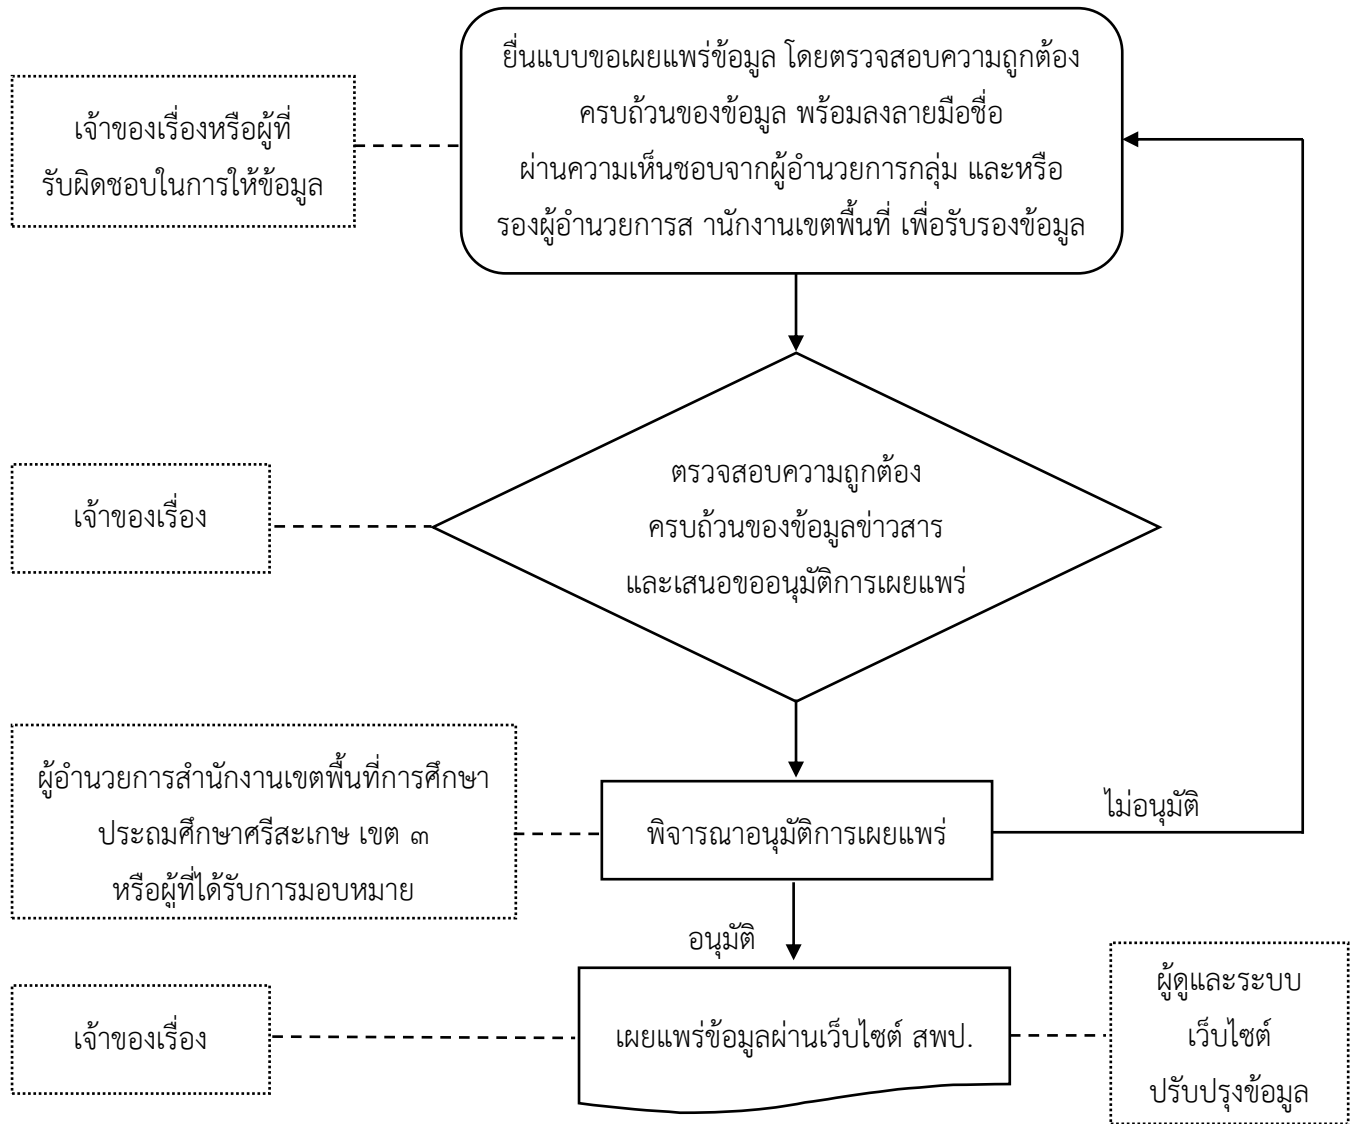 ยื่นแบบขอเผยแพร่ข้อมูล โดยตรวจสอบความถูกต้อง
ครบถ้วนของข้อมูล พร้อมลงลายมือชื่อ
ผ่านความเห็นชอบจากผู้อำนวยการกลุ่ม และหรือ
รองผู้อำนวยการส านักงานเขตพื้นที่ เพื่อรับรองข้อมูล
เจ้าของเรื่องหรือผู้ที่
รับผิดชอบในการให้ข้อมูล
ตรวจสอบความถูกต้อง
ครบถ้วนของข้อมูลข่าวสาร
และเสนอขออนุมัติการเผยแพร่
เจ้าของเรื่อง
ผู้อำนวยการสำนักงานเขตพื้นที่การศึกษา
ประถมศึกษาศรีสะเกษ เขต ๓
หรือผู้ที่ได้รับการมอบหมาย
พิจารณาอนุมัติการเผยแพร่
ไม่อนุมัติ
อนุมัติ
เจ้าของเรื่อง
เผยแพร่ข้อมูลผ่านเว็บไซต์ สพป.
ผู้ดูและระบบ
เว็บไซต์
ปรับปรุงข้อมูล